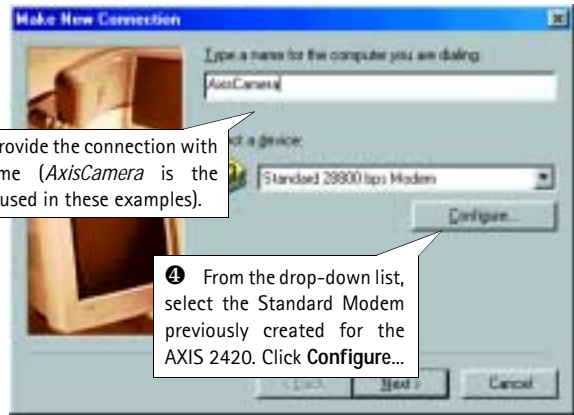 Make New Connection
Type a name for the computer you are dialing:
AxisCamera
rovide the connection with
me (AxisCamera is the
used in these examples).
ct a device:
Standard 28800 bps Modem
Configure...
❹ From the drop-down list,
select the Standard Modem
previously created for the
AXIS 2420. Click Configure...
< Back Next > Cancel